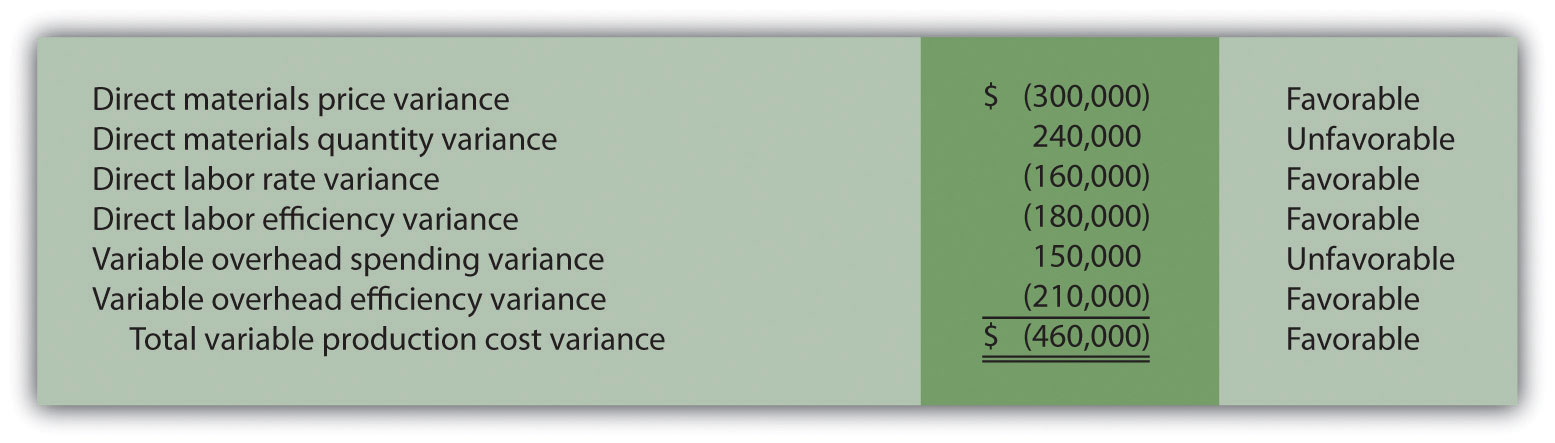 Direct materials price variance $ (300,000) Favorable
Direct materials quantity variance 240,000 Unfavorable
Direct labor rate variance (160,000) Favorable
Direct labor efficiency variance (180,000) Favorable
Variable overhead spending variance 150,000 Unfavorable
Variable overhead efficiency variance (210,000) Favorable
Total variable production cost variance $ (460,000) Favorable